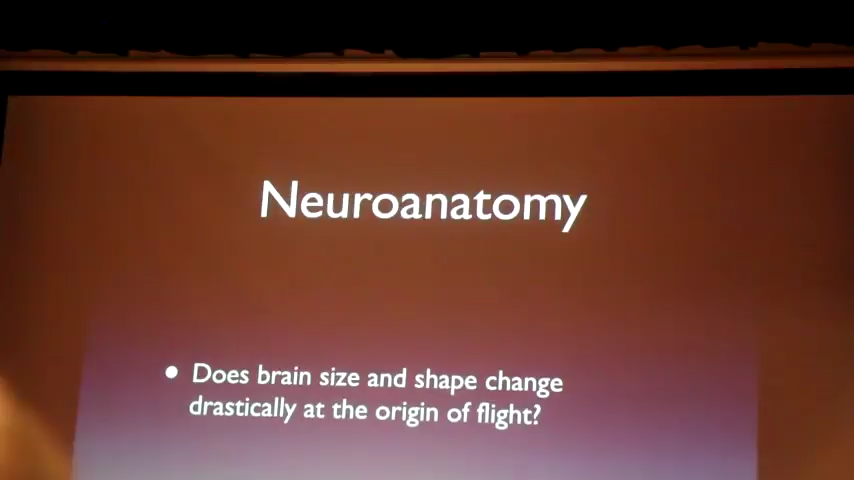 Neuroanatomy
• Does brain size and shape change
drastically at the origin of flight?